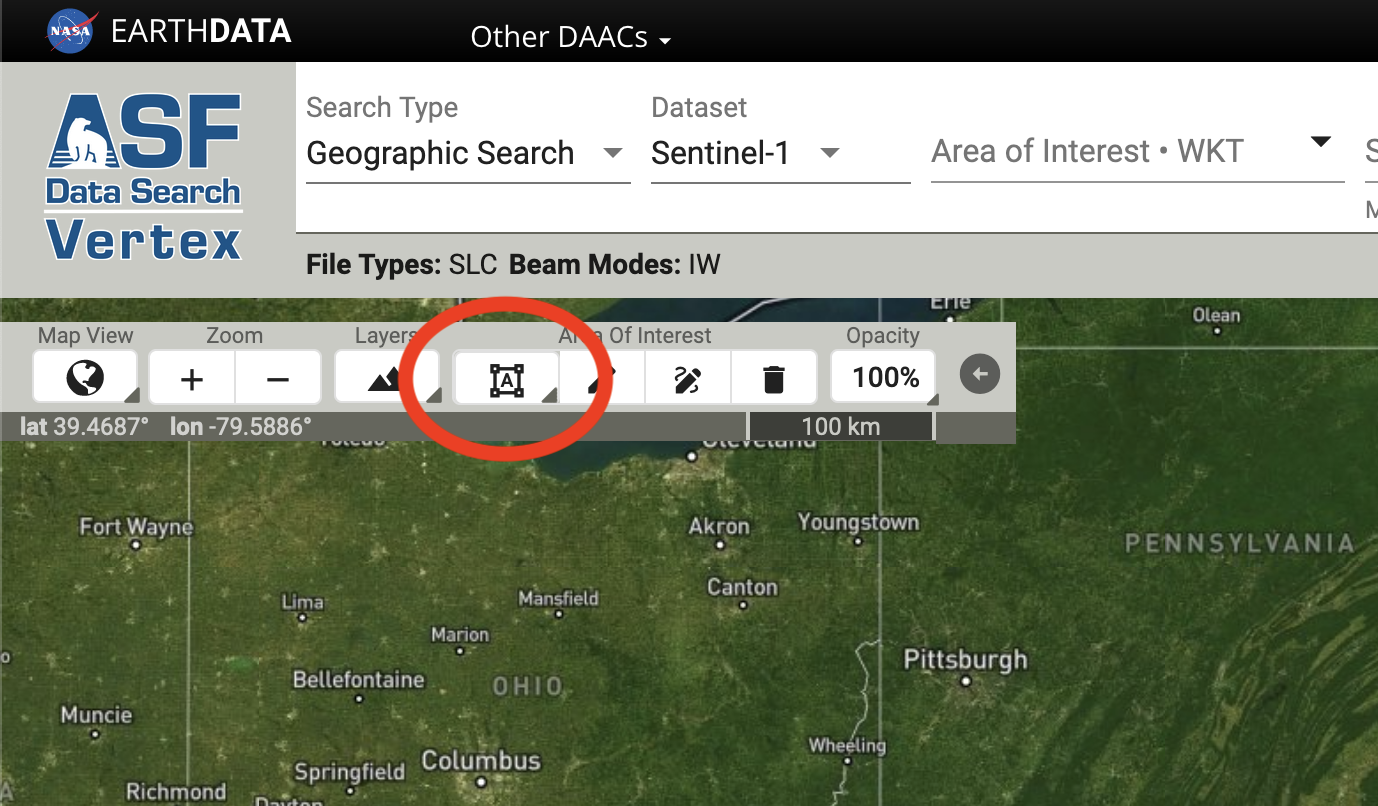 NASA EARTHDATA
Other DAACs
ASF
Data Search
Vertex
Search Type
Geographic Search
Dataset
Sentinel-1
Area of Interest • WKT
S
M
File Types: SLC Beam Modes: IW
Map View
Zoom
Layers
Area Of Interest
Opacity
+
−
A
100%
lat 39.4687° lon -79.5886°
100 km
Erie
Olean
Toledo
Cleveland
Fort Wayne
Akron
Youngstown
PENNSYLVANIA
Canton
Lima
Mansfield
Marion
o
Pittsburgh
Bellefontaine
OHIO
Muncie
Wheeling
Columbus
Springfield
Richmond
A
Dayton